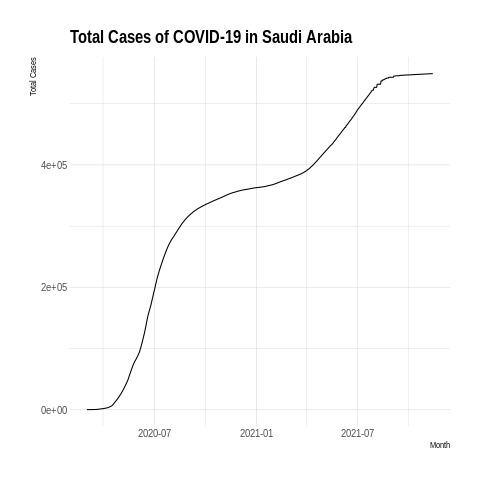 Total Cases of COVID-19 in Saudi Arabia
Total Cases
4e+05
2e+05
0e+00
2020-07 2021-01 2021-07
Month